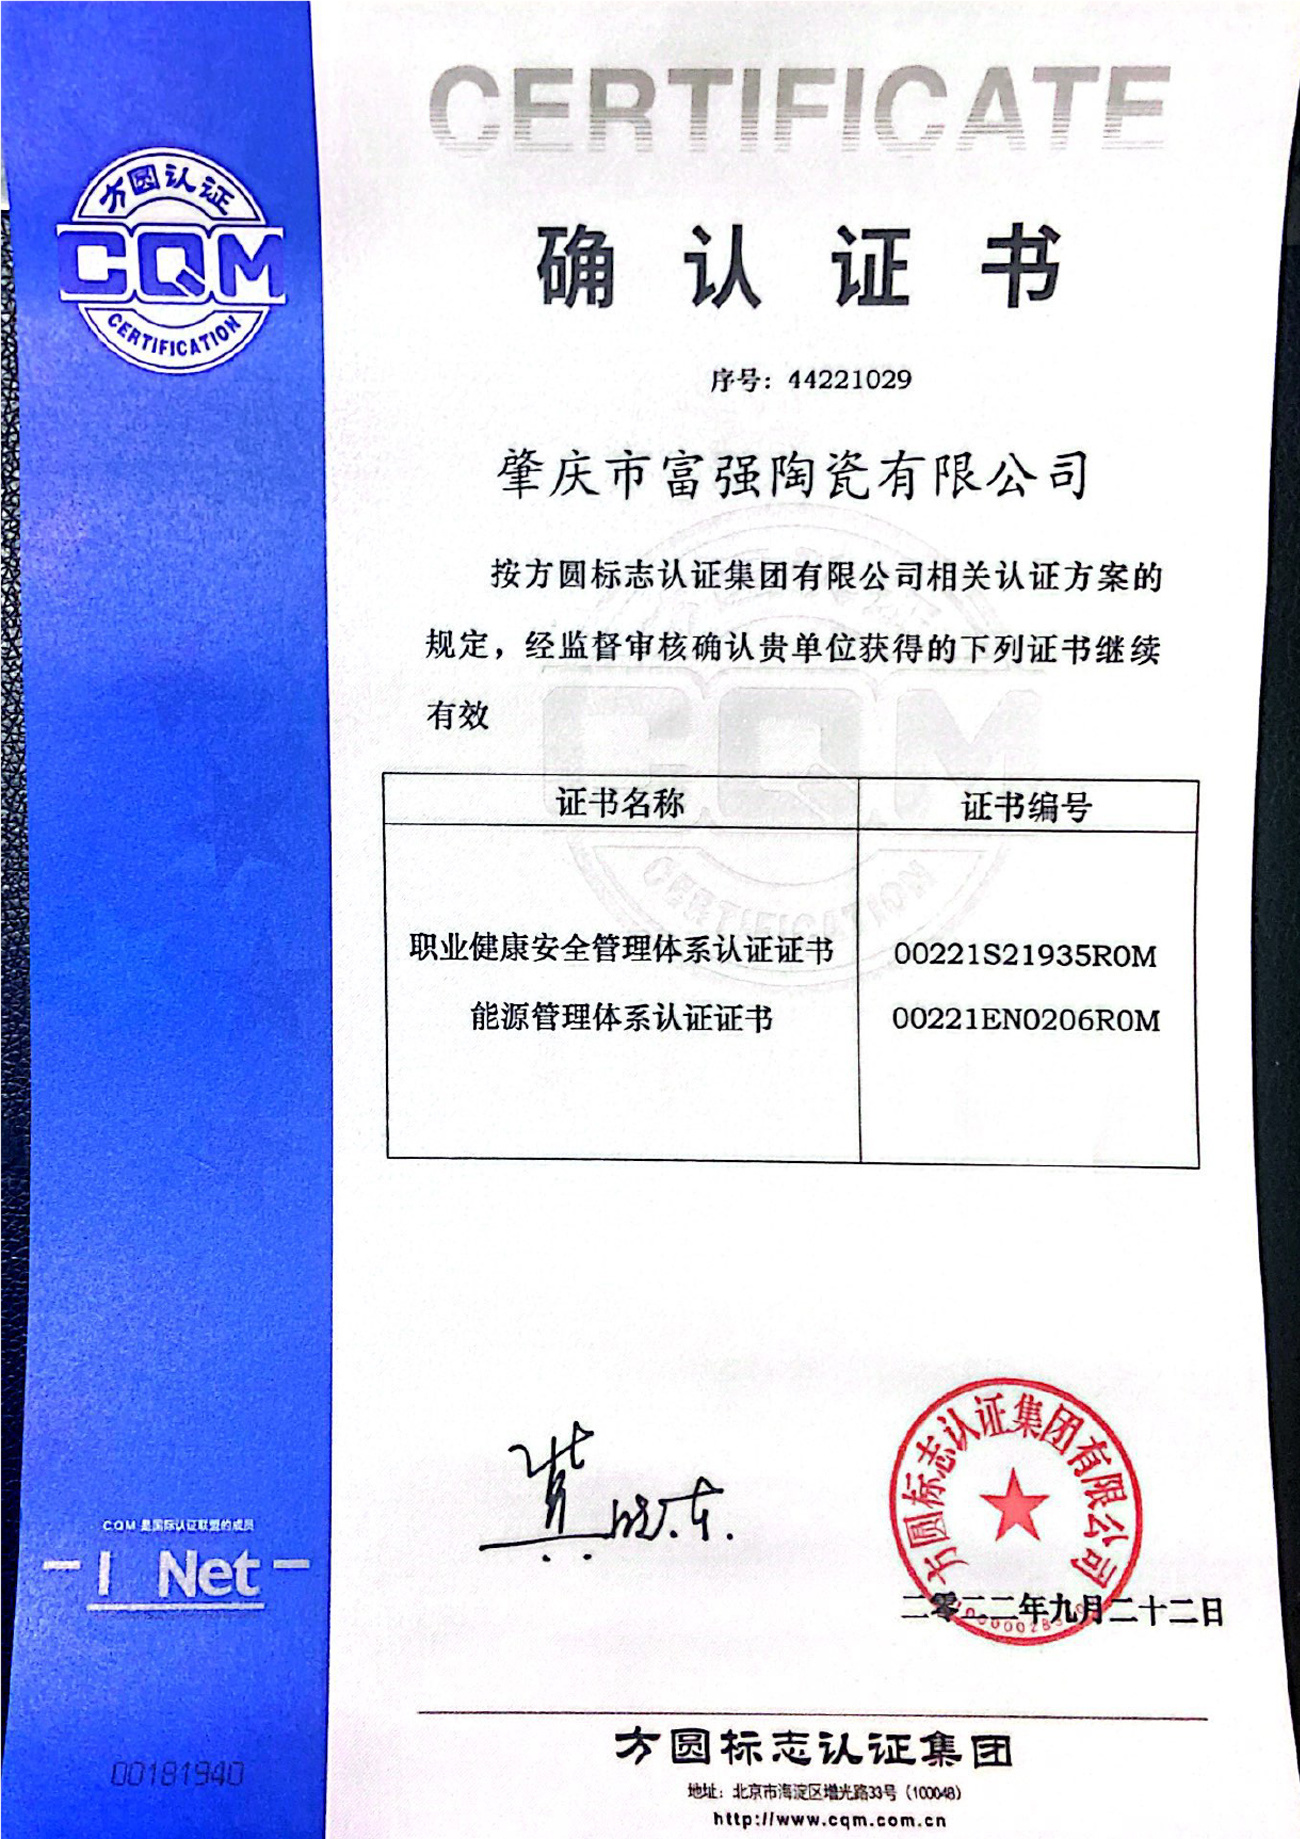 CERTIFICATE
方圆认证
CQM
CERTIFICATION
确认证书
序号：44221029
肇庆市富强陶瓷有限公司
按方圆标志认证集团有限公司相关认证方案的
规定，经监督审核确认贵单位获得的下列证书继续
有效
证书名称 证书编号
职业健康安全管理体系认证证书 00221S21935R0M
能源管理体系认证证书 00221EN0206R0M
方圆标志认证集团有限公司
二零二二年九月二十二日
CQM 是国际认证联盟的成员
I Net
00181940
方圆标志认证集团
地址：北京市海淀区增光路33号（100048）
http://www.cqm.com.cn